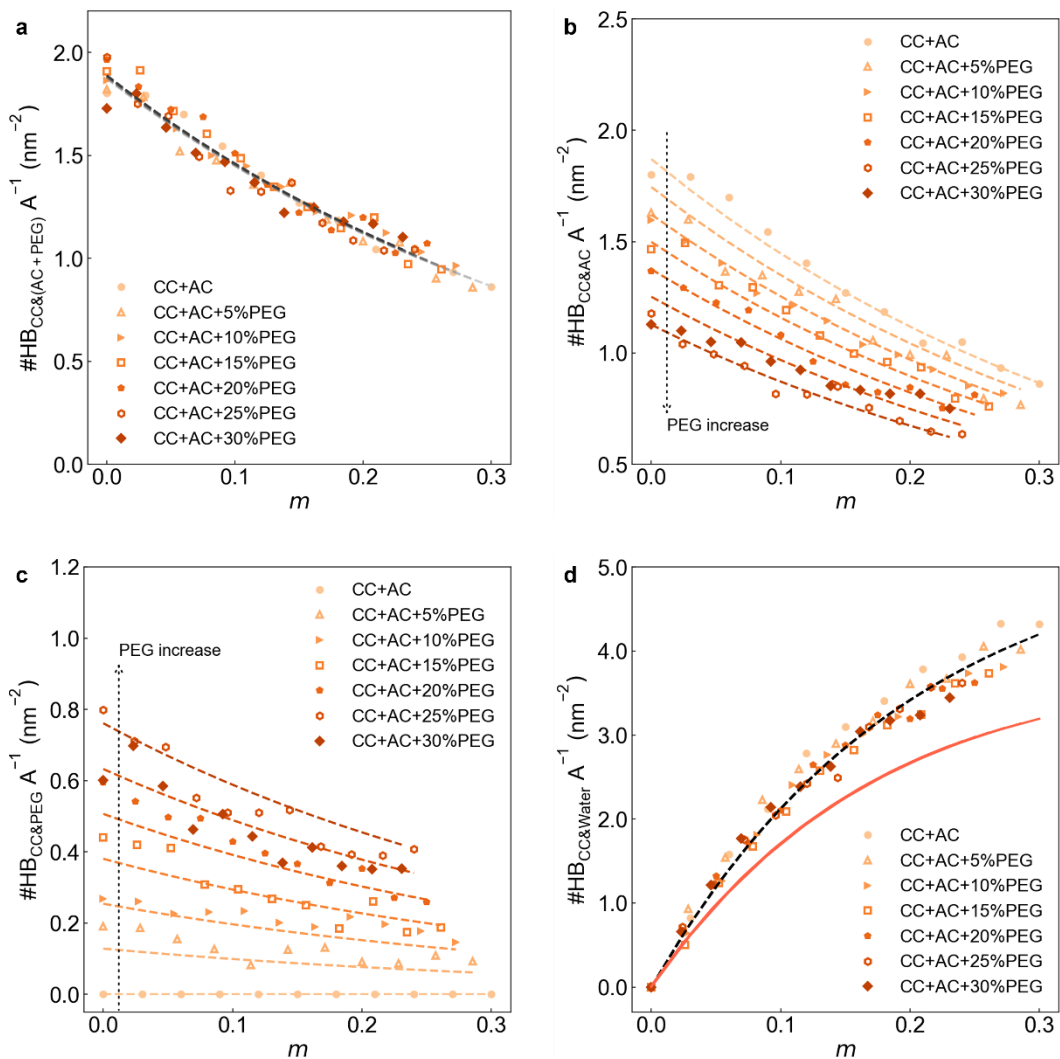 a
#HB_CC&(AC + PEG) A⁻¹ (nm⁻²)
2.0
1.5
1.0
0.5
0.0
CC+AC
CC+AC+5%PEG
CC+AC+10%PEG
CC+AC+15%PEG
CC+AC+20%PEG
CC+AC+25%PEG
CC+AC+30%PEG
0.0 0.1 0.2 0.3
m
b
#HB_CC&AC A⁻¹ (nm⁻²)
2.5
2.0
1.5
1.0
0.5
CC+AC
CC+AC+5%PEG
CC+AC+10%PEG
CC+AC+15%PEG
CC+AC+20%PEG
CC+AC+25%PEG
CC+AC+30%PEG
PEG increase
0.0 0.1 0.2 0.3
m
c
#HB_CC&PEG A⁻¹ (nm⁻²)
1.2
1.0
0.8
0.6
0.4
0.2
0.0
CC+AC
CC+AC+5%PEG
CC+AC+10%PEG
CC+AC+15%PEG
CC+AC+20%PEG
CC+AC+25%PEG
CC+AC+30%PEG
PEG increase
0.0 0.1 0.2 0.3
m
d
#HB_CC&Water A⁻¹ (nm⁻²)
5.0
4.0
3.0
2.0
1.0
0.0
CC+AC
CC+AC+5%PEG
CC+AC+10%PEG
CC+AC+15%PEG
CC+AC+20%PEG
CC+AC+25%PEG
CC+AC+30%PEG
0.0 0.1 0.2 0.3
m